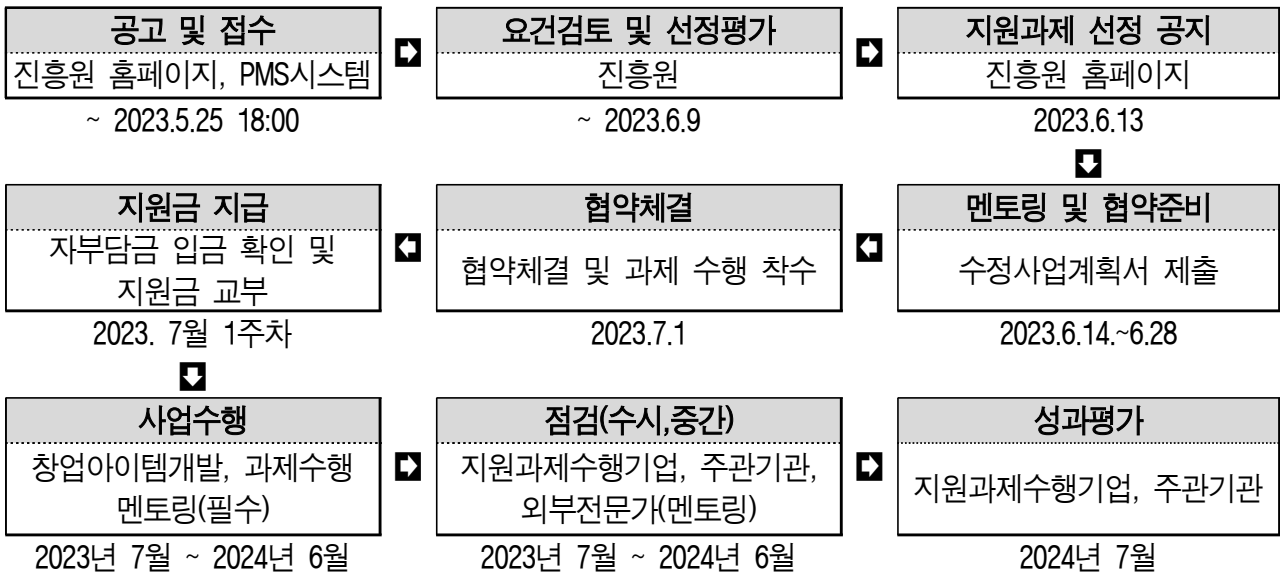 공고 및 접수
진흥원 홈페이지, PMS시스템
~ 2023.5.25 18:00
요건검토 및 선정평가
진흥원
~ 2023.6.9
지원과제 선정 공지
진흥원 홈페이지
2023.6.13
멘토링 및 협약준비
수정사업계획서 제출
2023.6.14.~6.28
협약체결
협약체결 및 과제 수행 착수
2023.7.1
지원금 지급
자부담금 입금 확인 및
지원금 교부
2023. 7월 1주차
사업수행
창업아이템개발, 과제수행
멘토링(필수)
2023년 7월 ~ 2024년 6월
점검(수시,중간)
지원과제수행기업, 주관기관,
외부전문가(멘토링)
2023년 7월 ~ 2024년 6월
성과평가
지원과제수행기업, 주관기관
2024년 7월